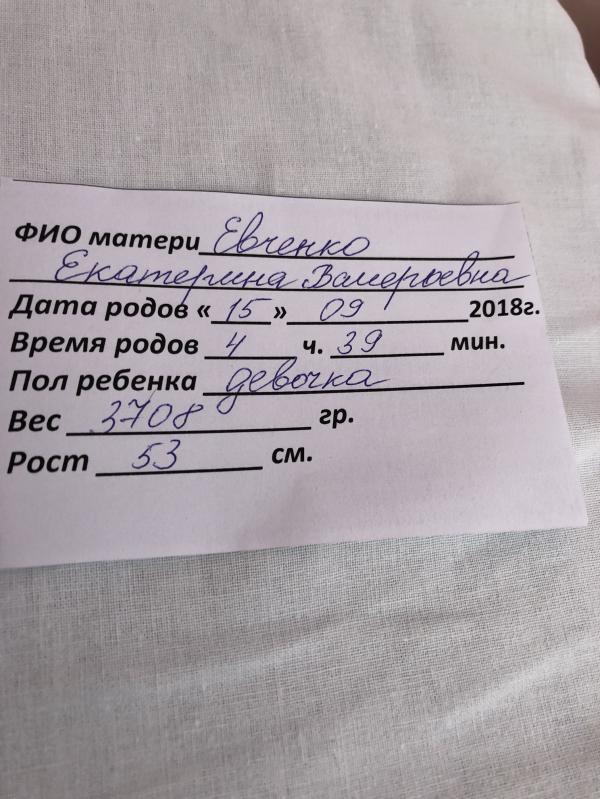 ФИО матери Евченко
Екатерина Валерьевна
Дата родов « 15 » 09 2018г.
Время родов 4 ч. 39 мин.
Пол ребенка девочка
Вес 3708 гр.
Рост 53 см.